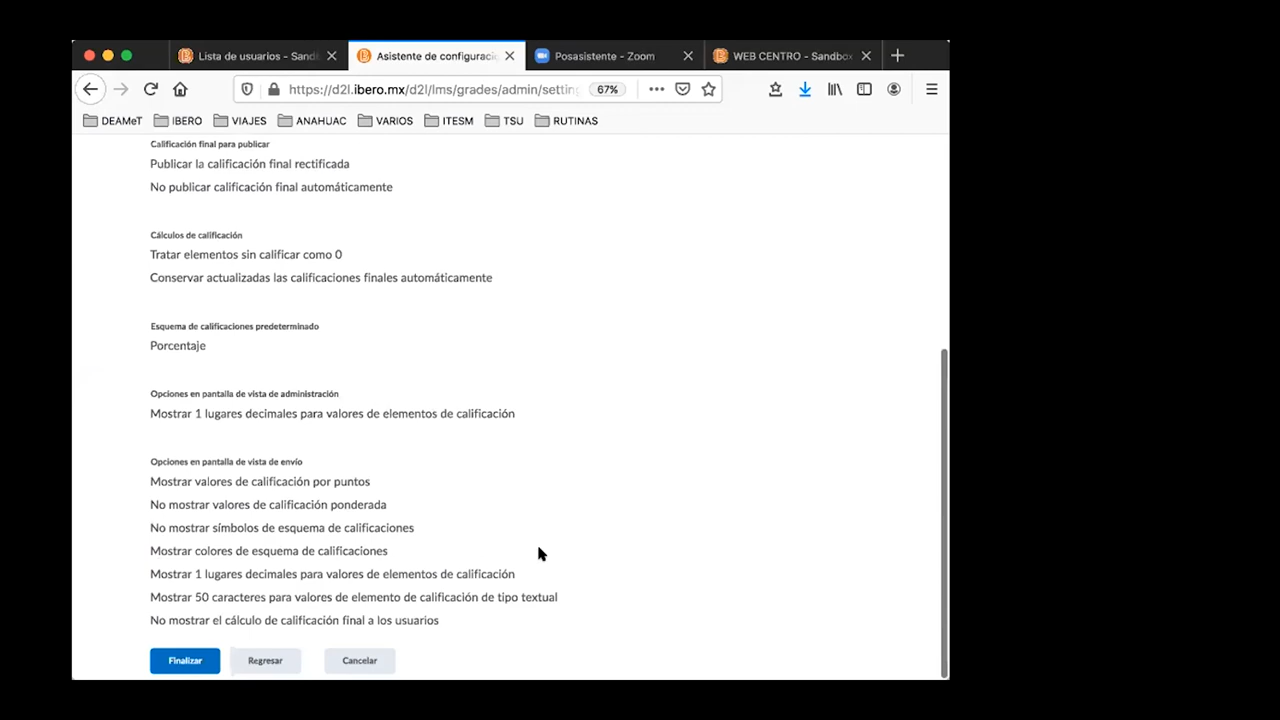 Lista de usuarios - Sand
Asistente de configuraci
Posasistente - Zoom
WEB CENTRO - Sandbox
https://d2l.ibero.mx/d2l/lms/grades/admin/settin
67%
DEAMeT
IBERO
VIAJES
ANAHUAC
VARIOS
ITESM
TSU
RUTINAS
Calificación final para publicar
Publicar la calificación final rectificada
No publicar calificación final automáticamente
Cálculos de calificación
Tratar elementos sin calificar como 0
Conservar actualizadas las calificaciones finales automáticamente
Esquema de calificaciones predeterminado
Porcentaje
Opciones en pantalla de vista de administración
Mostrar 1 lugares decimales para valores de elementos de calificación
Opciones en pantalla de vista de envío
Mostrar valores de calificación por puntos
No mostrar valores de calificación ponderada
No mostrar símbolos de esquema de calificaciones
Mostrar colores de esquema de calificaciones
Mostrar 1 lugares decimales para valores de elementos de calificación
Mostrar 50 caracteres para valores de elemento de calificación de tipo textual
No mostrar el cálculo de calificación final a los usuarios
Finalizar
Regresar
Cancelar